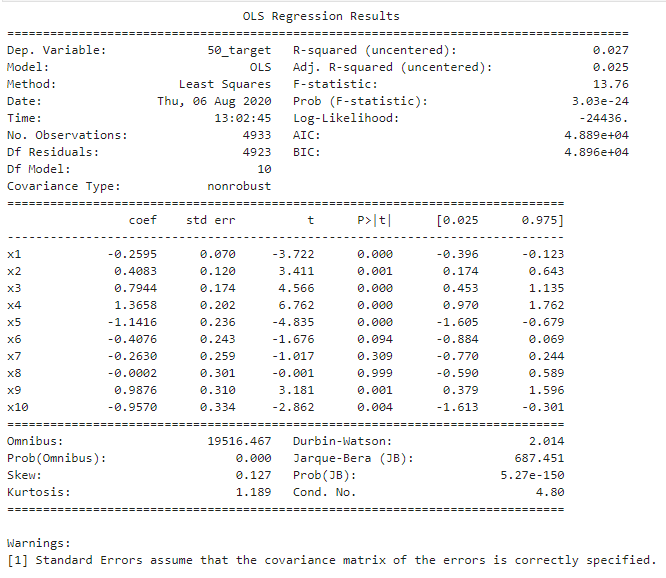 OLS Regression Results
==============================================================================
Dep. Variable: 50_target R-squared (uncentered): 0.027
Model: OLS Adj. R-squared (uncentered): 0.025
Method: Least Squares F-statistic: 13.76
Date: Thu, 06 Aug 2020 Prob (F-statistic): 3.03e-24
Time: 13:02:45 Log-Likelihood: -24436.
No. Observations: 4933 AIC: 4.889e+04
Df Residuals: 4923 BIC: 4.896e+04
Df Model: 10
Covariance Type: nonrobust
==============================================================================
coef std err t P>|t| [0.025 0.975]
------------------------------------------------------------------------------
x1 -0.2595 0.070 -3.722 0.000 -0.396 -0.123
x2 0.4083 0.120 3.411 0.001 0.174 0.643
x3 0.7944 0.174 4.566 0.000 0.453 1.135
x4 1.3658 0.202 6.762 0.000 0.970 1.762
x5 -1.1416 0.236 -4.835 0.000 -1.605 -0.679
x6 -0.4076 0.243 -1.676 0.094 -0.884 0.069
x7 -0.2630 0.259 -1.017 0.309 -0.770 0.244
x8 -0.0002 0.301 -0.001 0.999 -0.590 0.589
x9 0.9876 0.310 3.181 0.001 0.379 1.596
x10 -0.9570 0.334 -2.862 0.004 -1.613 -0.301
==============================================================================
Omnibus: 19516.467 Durbin-Watson: 2.014
Prob(Omnibus): 0.000 Jarque-Bera (JB): 687.451
Skew: 0.127 Prob(JB): 5.27e-150
Kurtosis: 1.189 Cond. No. 4.80
==============================================================================
Warnings:
[1] Standard Errors assume that the covariance matrix of the errors is correctly specified.